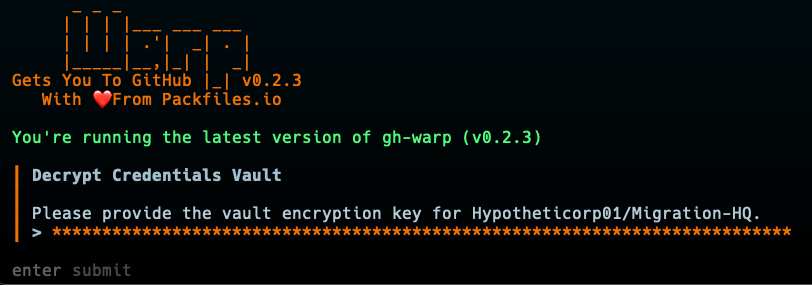 Warp
Gets You To GitHub v0.2.3
With ❤️From Packfiles.io
You're running the latest version of gh-warp (v0.2.3)
Decrypt Credentials Vault
Please provide the vault encryption key for Hypotheticorp01/Migration-HQ.
> **************************************************************************
enter submit